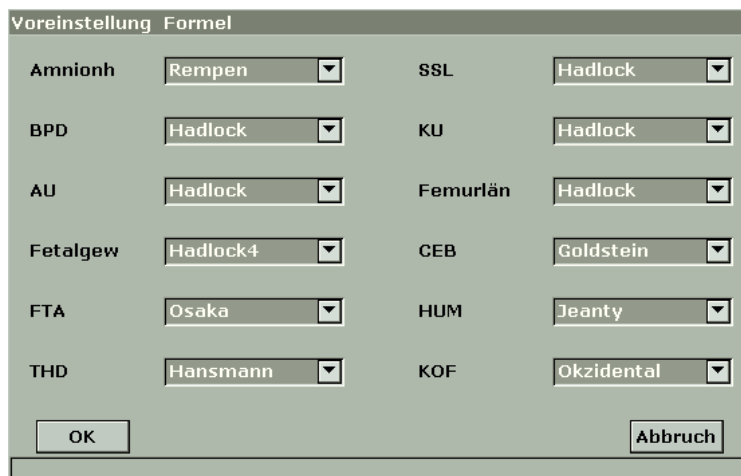 Voreinstellung Formel
Amnionh Rempen SSL Hadlock
BPD Hadlock KU Hadlock
AU Hadlock Femurlän Hadlock
Fetalgew Hadlock4 CEB Goldstein
FTA Osaka HUM Jeanty
THD Hansmann KOF Okzidental
OK Abbruch